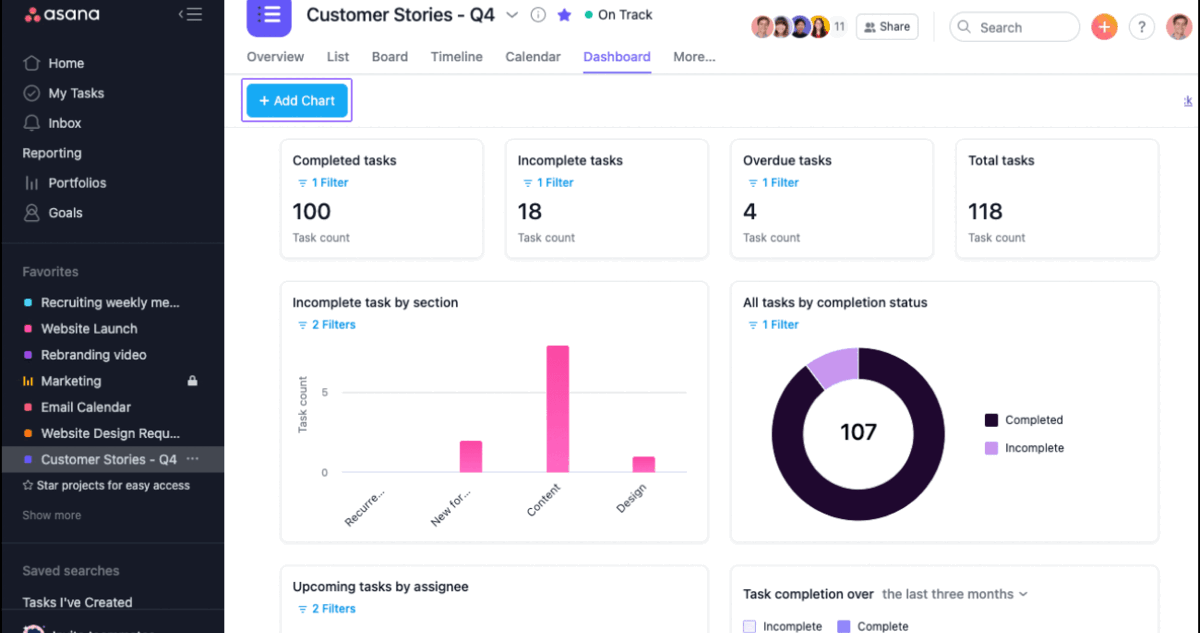 asana
Home
My Tasks
Inbox
Reporting
Portfolios
Goals
Favorites
Recruiting weekly me...
Website Launch
Rebranding video
Marketing
Email Calendar
Website Design Requ...
Customer Stories - Q4 ...
Star projects for easy access
Show more
Saved searches
Tasks I've Created
Customer Stories - Q4
On Track
11
Share
Search
+
?
Overview List Board Timeline Calendar Dashboard More...
+ Add Chart
Completed tasks
1 Filter
100
Task count
Incomplete tasks
1 Filter
18
Task count
Overdue tasks
1 Filter
4
Task count
Total tasks
118
Task count
Incomplete task by section
2 Filters
Task count
5
0
Recurre...
New for...
Content
Design
All tasks by completion status
1 Filter
107
Completed
Incomplete
Upcoming tasks by assignee
2 Filters
Task completion over the last three months
Incomplete Complete